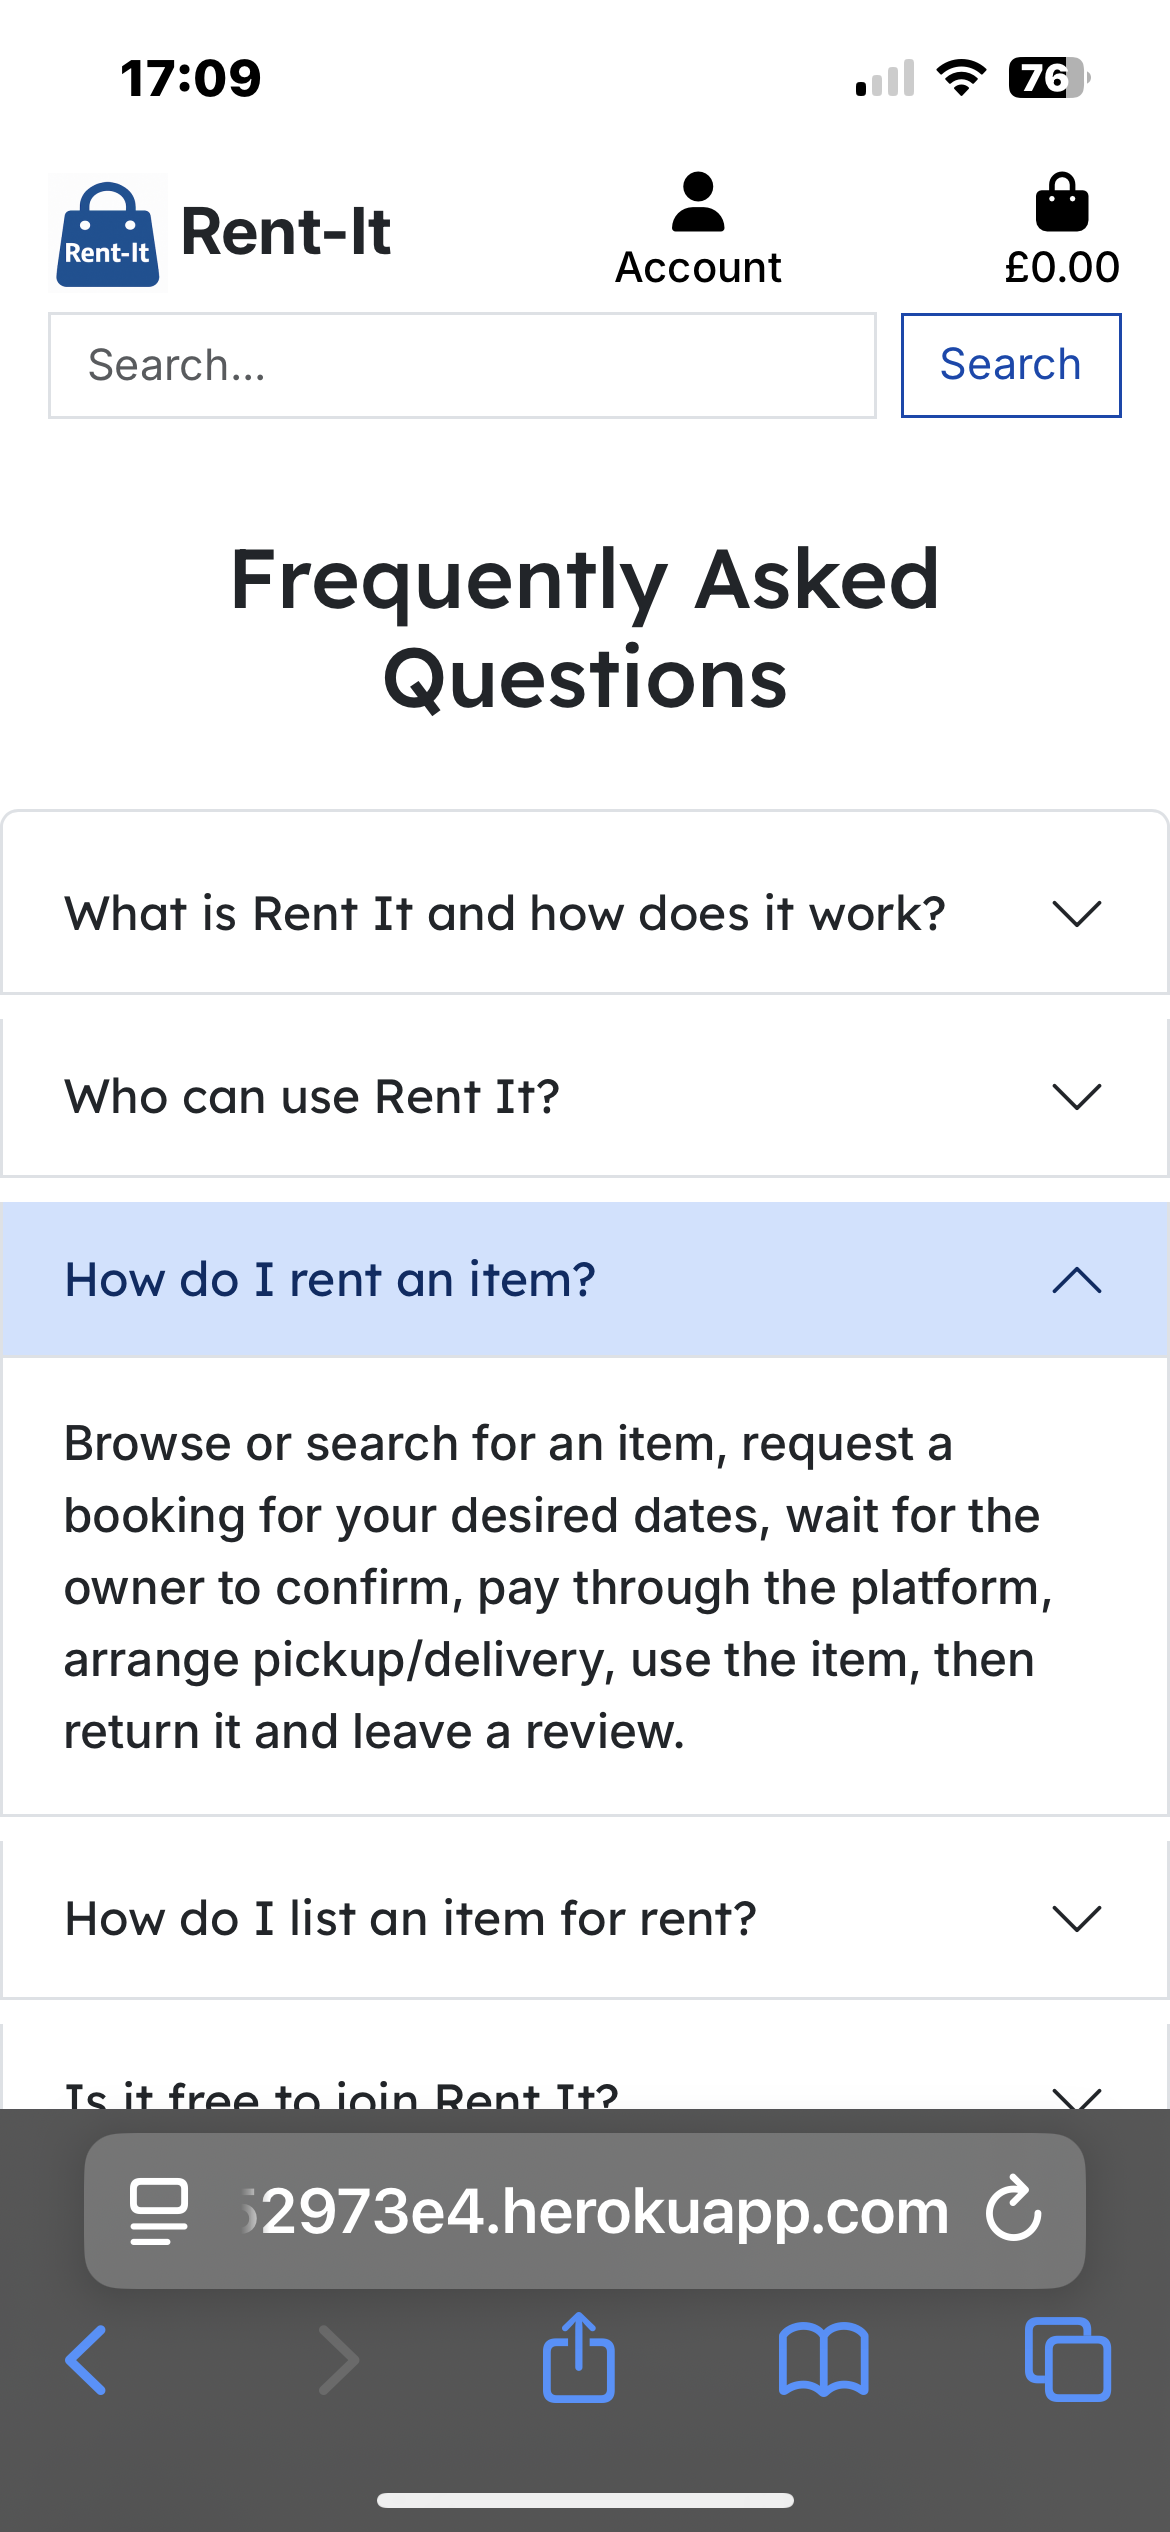 17:09
76
Rent-It
Rent-It
Account
£0.00
Search...
Search
Frequently Asked
Questions
What is Rent It and how does it work?
Who can use Rent It?
How do I rent an item?
Browse or search for an item, request a
booking for your desired dates, wait for the
owner to confirm, pay through the platform,
arrange pickup/delivery, use the item, then
return it and leave a review.
How do I list an item for rent?
Is it free to join Rent It?
52973e4.herokuapp.com